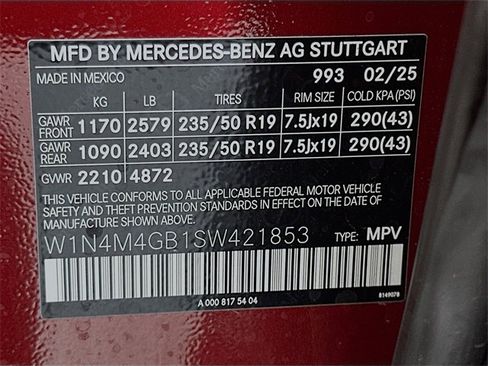 MFD BY MERCEDES-BENZ AG STUTTGART
MADE IN MEXICO 993 02/25
KG LB TIRES RIM SIZE COLD KPA(PSI)
GAWR FRONT 1170 2579 235/50 R19 7.5Jx19 290(43)
GAWR REAR 1090 2403 235/50 R19 7.5Jx19 290(43)
GVWR 2210 4872
THIS VEHICLE CONFORMS TO ALL APPLICABLE FEDERAL MOTOR VEHICLE
SAFETY AND THEFT PREVENTION STANDARDS IN EFFECT ON THE DATE
OF MANUFACTURE SHOWN ABOVE.
W1N4M4GB1SW421853 TYPE: MPV
A 000 817 54 04 8149078